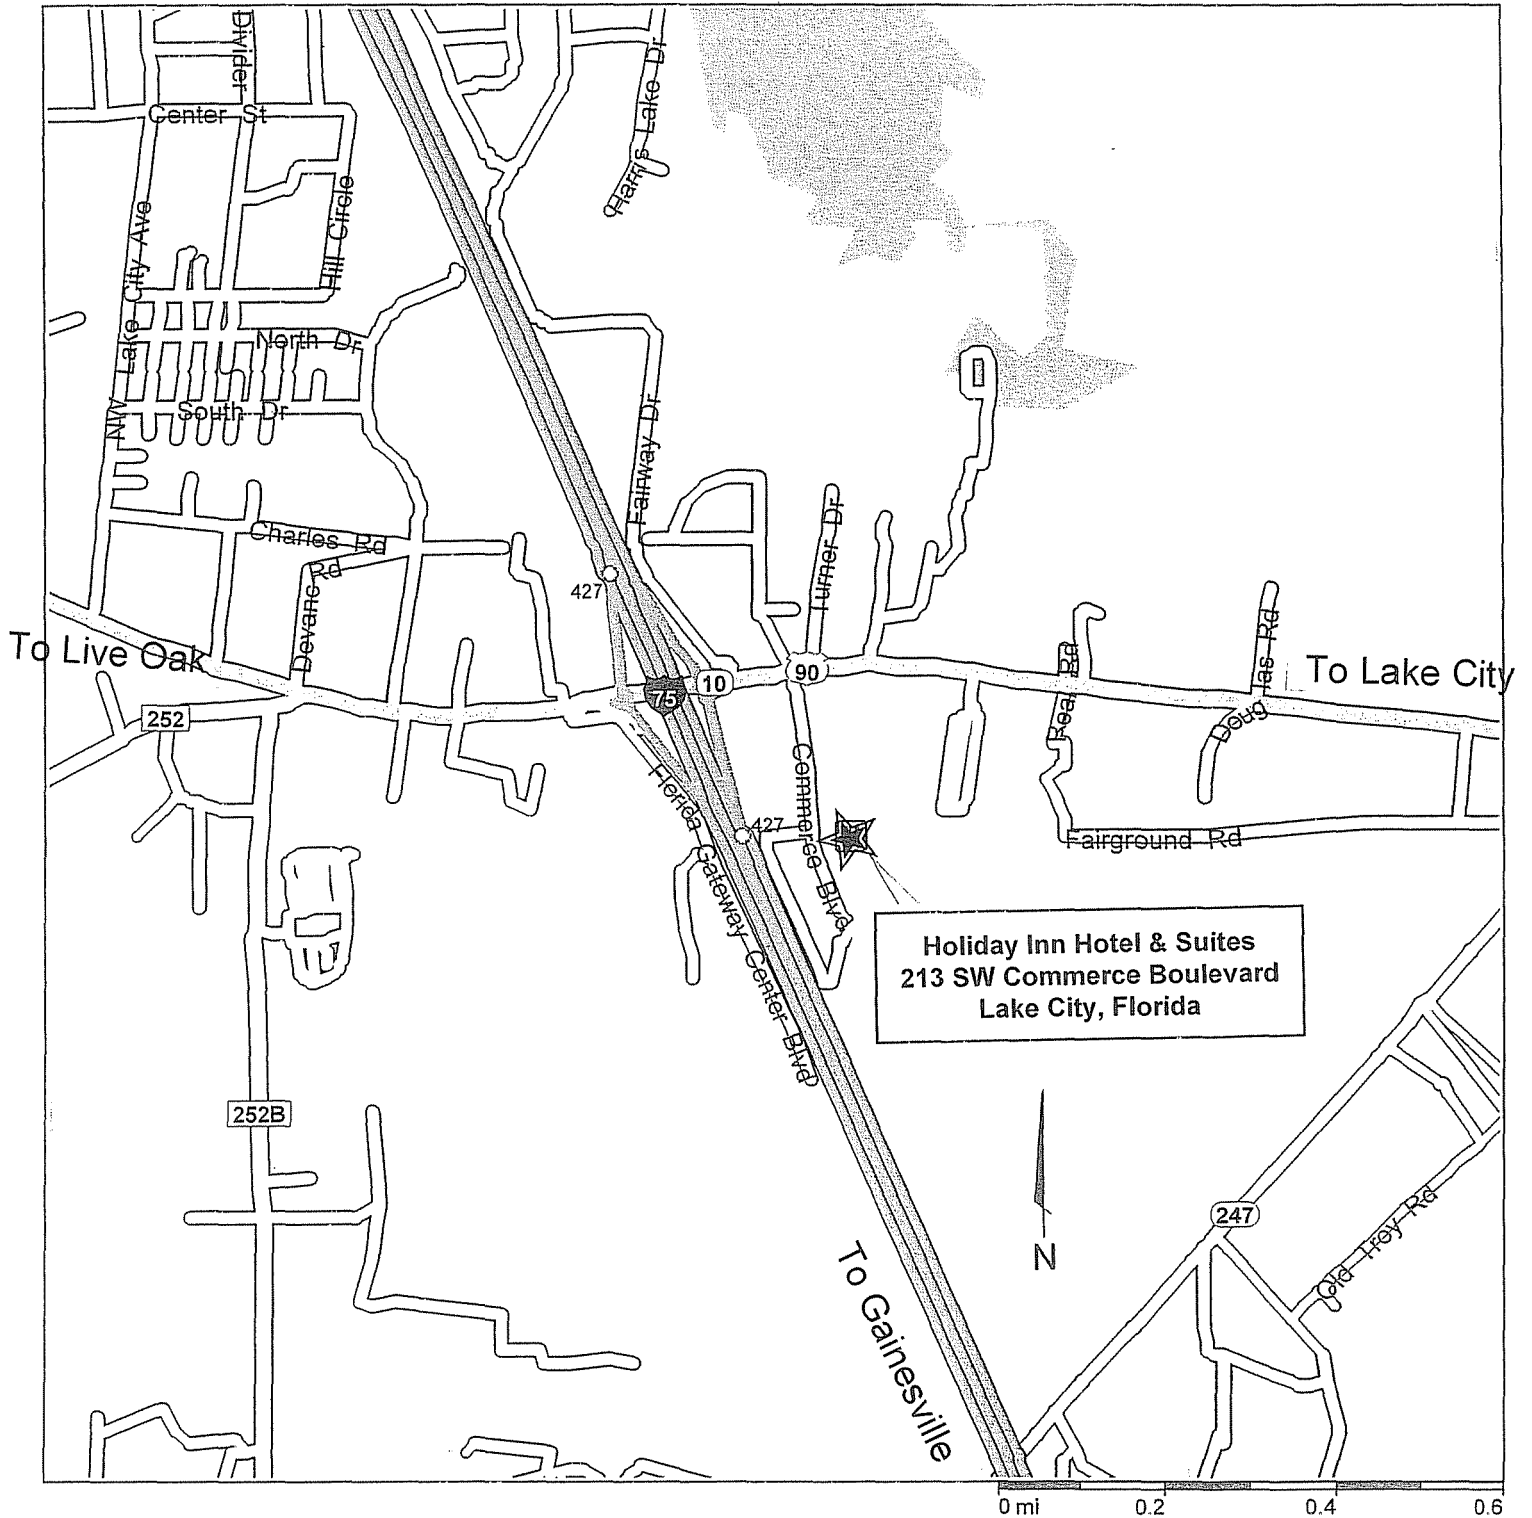 Divider
Center St
Harris Lake Dr
Hill Circle
NW Lake City Ave
North Dr
South Dr
Fairway Dr
Charles Rd
Turner Dr
427
Devane Rd
To Live Oak
252
75
10
90
Real Rd
Douglas Rd
To Lake City
Florida Gateway Center Blvd
427
Commerce Blvd
Fairground Rd
Holiday Inn Hotel & Suites
213 SW Commerce Boulevard
Lake City, Florida
252B
N
247
Old Troy Rd
To Gainesville
0 mi 0.2 0.4 0.6